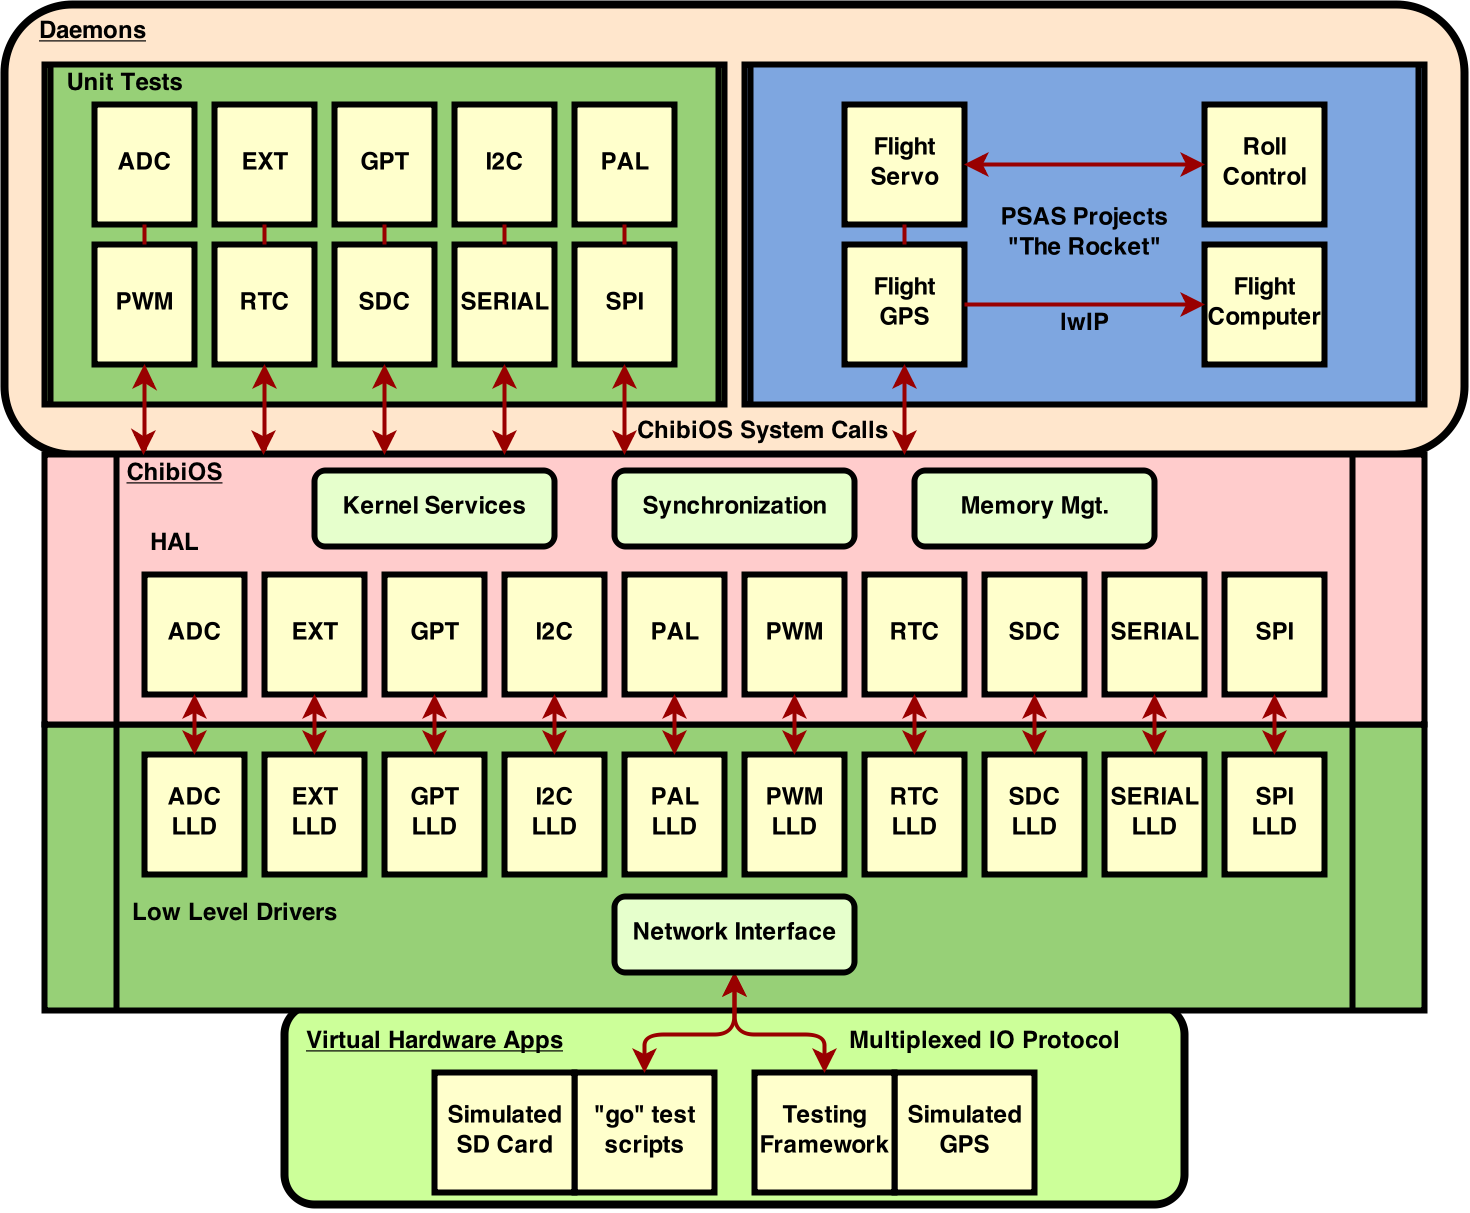 Daemons
Unit Tests
ADC
EXT
GPT
I2C
PAL
PWM
RTC
SDC
SERIAL
SPI
Flight
Servo
Roll
Control
PSAS Projects
"The Rocket"
Flight
GPS
lwIP
Flight
Computer
ChibiOS System Calls
ChibiOS
Kernel Services
Synchronization
Memory Mgt.
HAL
ADC
EXT
GPT
I2C
PAL
PWM
RTC
SDC
SERIAL
SPI
ADC
LLD
EXT
LLD
GPT
LLD
I2C
LLD
PAL
LLD
PWM
LLD
RTC
LLD
SDC
LLD
SERIAL
LLD
SPI
LLD
Low Level Drivers
Network Interface
Virtual Hardware Apps
Multiplexed IO Protocol
Simulated
SD Card
"go" test
scripts
Testing
Framework
Simulated
GPS